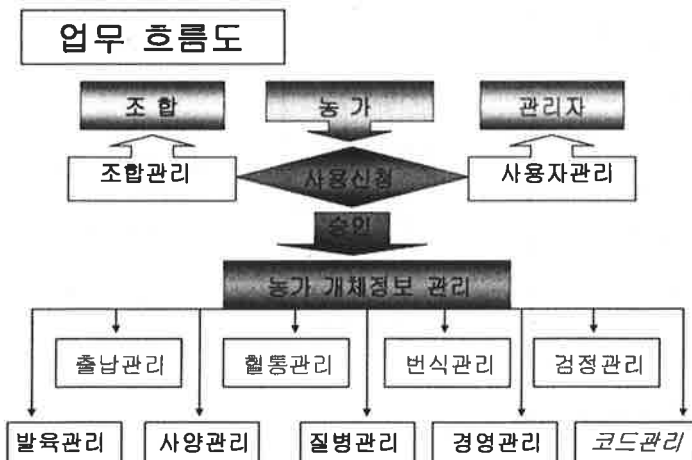 업무 흐름도
조 합
농 가
관리자
조합관리
사용신청
사용자관리
승인
농가 개체정보 관리
출납관리
혈통관리
번식관리
검정관리
발육관리
사양관리
질병관리
경영관리
코드관리